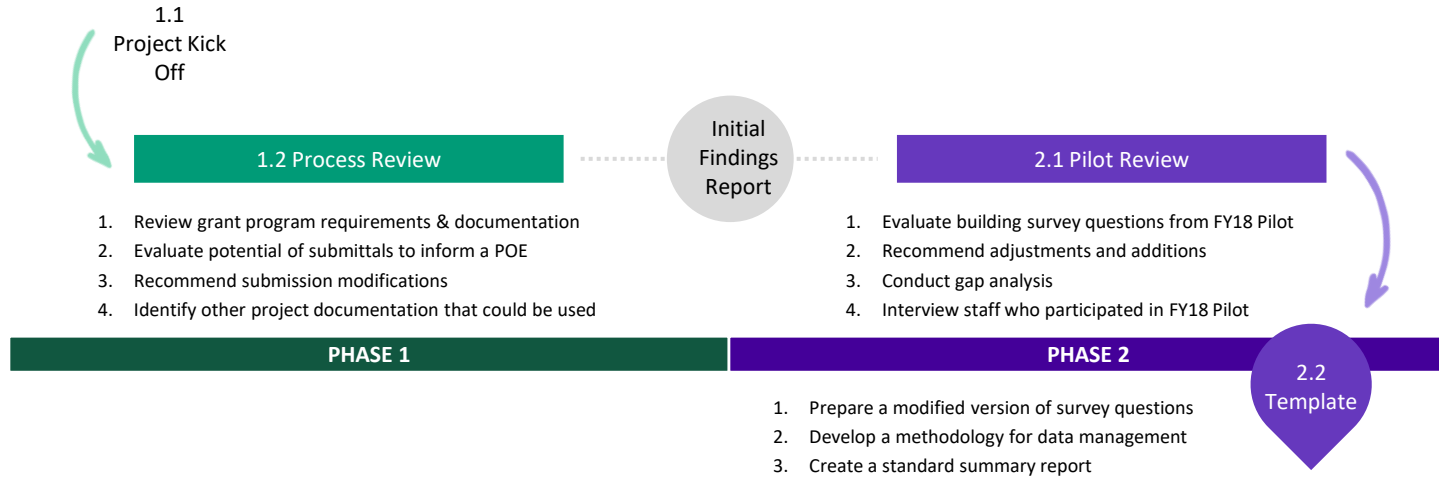 1.1
Project Kick
Off
1.2 Process Review
Initial
Findings
Report
2.1 Pilot Review
1. Review grant program requirements & documentation
2. Evaluate potential of submittals to inform a POE
3. Recommend submission modifications
4. Identify other project documentation that could be used
1. Evaluate building survey questions from FY18 Pilot
2. Recommend adjustments and additions
3. Conduct gap analysis
4. Interview staff who participated in FY18 Pilot
PHASE 1
PHASE 2
2.2
Template
1. Prepare a modified version of survey questions
2. Develop a methodology for data management
3. Create a standard summary report